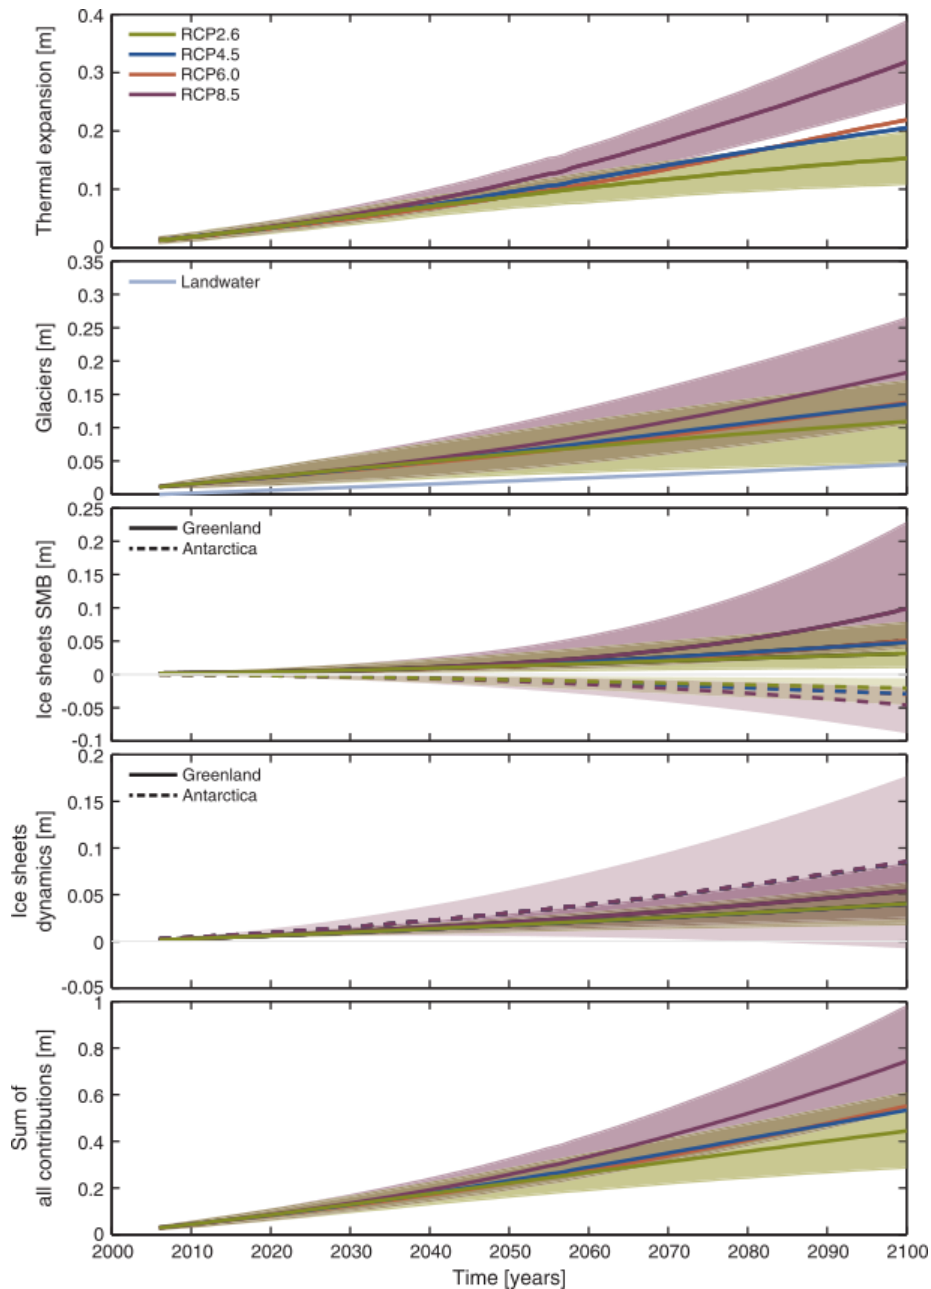 Thermal expansion [m]
0.4
0.3
0.2
0.1
0
RCP2.6
RCP4.5
RCP6.0
RCP8.5
Glaciers [m]
0.35
0.3
0.25
0.2
0.15
0.1
0.05
0
Landwater
Ice sheets SMB [m]
0.25
0.2
0.15
0.1
0.05
0
-0.05
-0.1
Greenland
Antarctica
Ice sheets
dynamics [m]
0.2
0.15
0.1
0.05
0
-0.05
Greenland
Antarctica
Sum of
all contributions [m]
1
0.8
0.6
0.4
0.2
0
2000 2010 2020 2030 2040 2050 2060 2070 2080 2090 2100
Time [years]